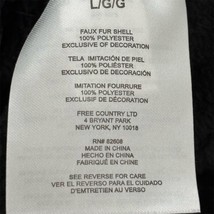 L/G/G
FAUX FUR SHELL
100% POLYESTER
EXCLUSIVE OF DECORATION
TELA IMITACIÓN DE PIEL
100% POLIÉSTER
EXCLUSIVO DE DECORACIÓN
IMITATION FOURRURE
100% POLYESTER
EXCLUSIF DE DÉCORATION
FREE COUNTRY LTD
4 BRYANT PARK
NEW YORK, NY 10018
RN# 62608
MADE IN CHINA
HECHO EN CHINA
FABRIQUÉ EN CHINE
SEE REVERSE FOR CARE
VER EL REVERSO PARA EL CUIDADO
D'EMTRETIEN AU VERSO